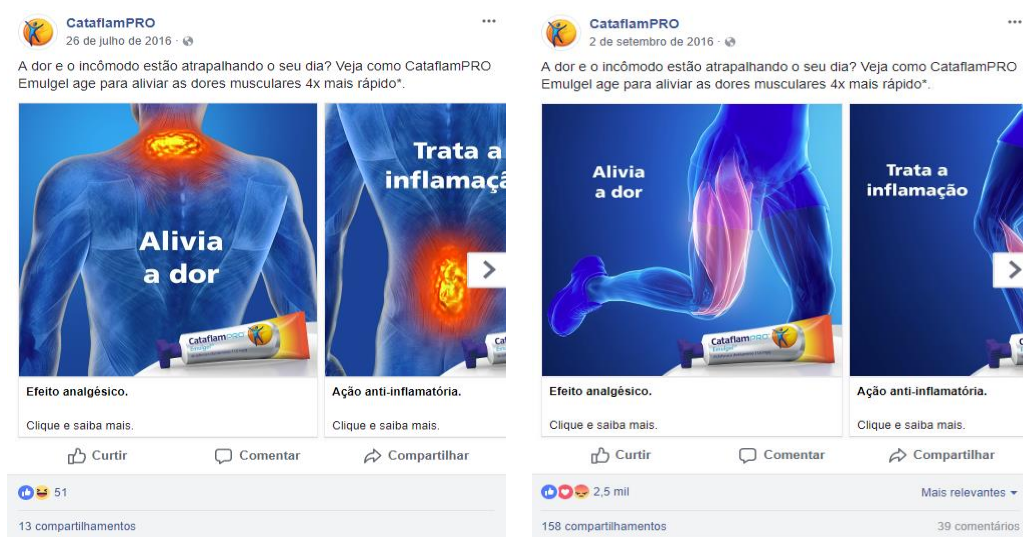 CataflamPRO
26 de julho de 2016 ·
A dor e o incômodo estão atrapalhando o seu dia? Veja como CataflamPRO
Emulgel age para aliviar as dores musculares 4x mais rápido*.
Alivia
a dor
CataflamPRO
Emulgel
Trata a
inflamaçã
Efeito analgésico.
Clique e saiba mais.
Ação anti-inflamatória.
Clique e saiba mais.
Curtir
Comentar
Compartilhar
51
13 compartilhamentos
CataflamPRO
2 de setembro de 2016 ·
A dor e o incômodo estão atrapalhando o seu dia? Veja como CataflamPRO
Emulgel age para aliviar as dores musculares 4x mais rápido*.
Alivia
a dor
CataflamPRO
Emulgel
Trata a
inflamação
Efeito analgésico.
Clique e saiba mais.
Ação anti-inflamatória.
Clique e saiba mais.
Curtir
Comentar
Compartilhar
2,5 mil
Mais relevantes
158 compartilhamentos
39 comentários